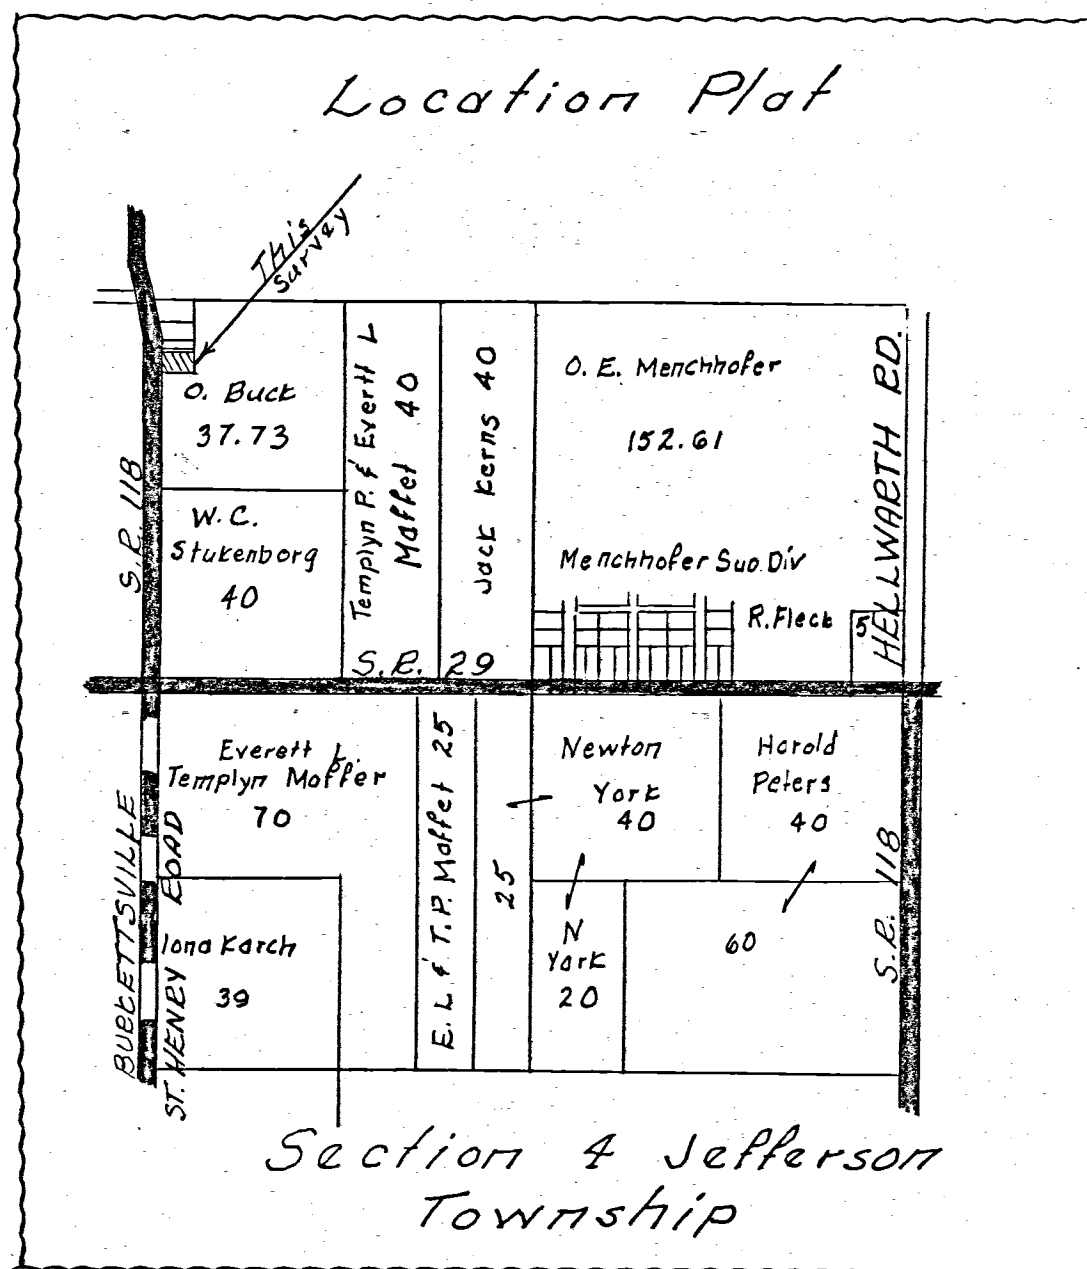 Location Plat
This
Survey
O. Buck
37.73
Templyn P. & Everett L
Maffet 40
Jack Kerns 40
O. E. Menchhofer
152.61
HELLWARTH RD.
S.R. 118
W. C.
Stukenborg
40
Menchhofer Sub. Div
R. Fleck
5
S.R. 29
Everett L.
Templyn Maffet
70
E. L. & T.P. Maffet 25
25
Newton
York
40
Harold
Peters
40
BURKETTSVILLE
ST. HENRY ROAD
Iona Karch
39
N
York
20
60
S.R. 118
Section 4 Jefferson
Township